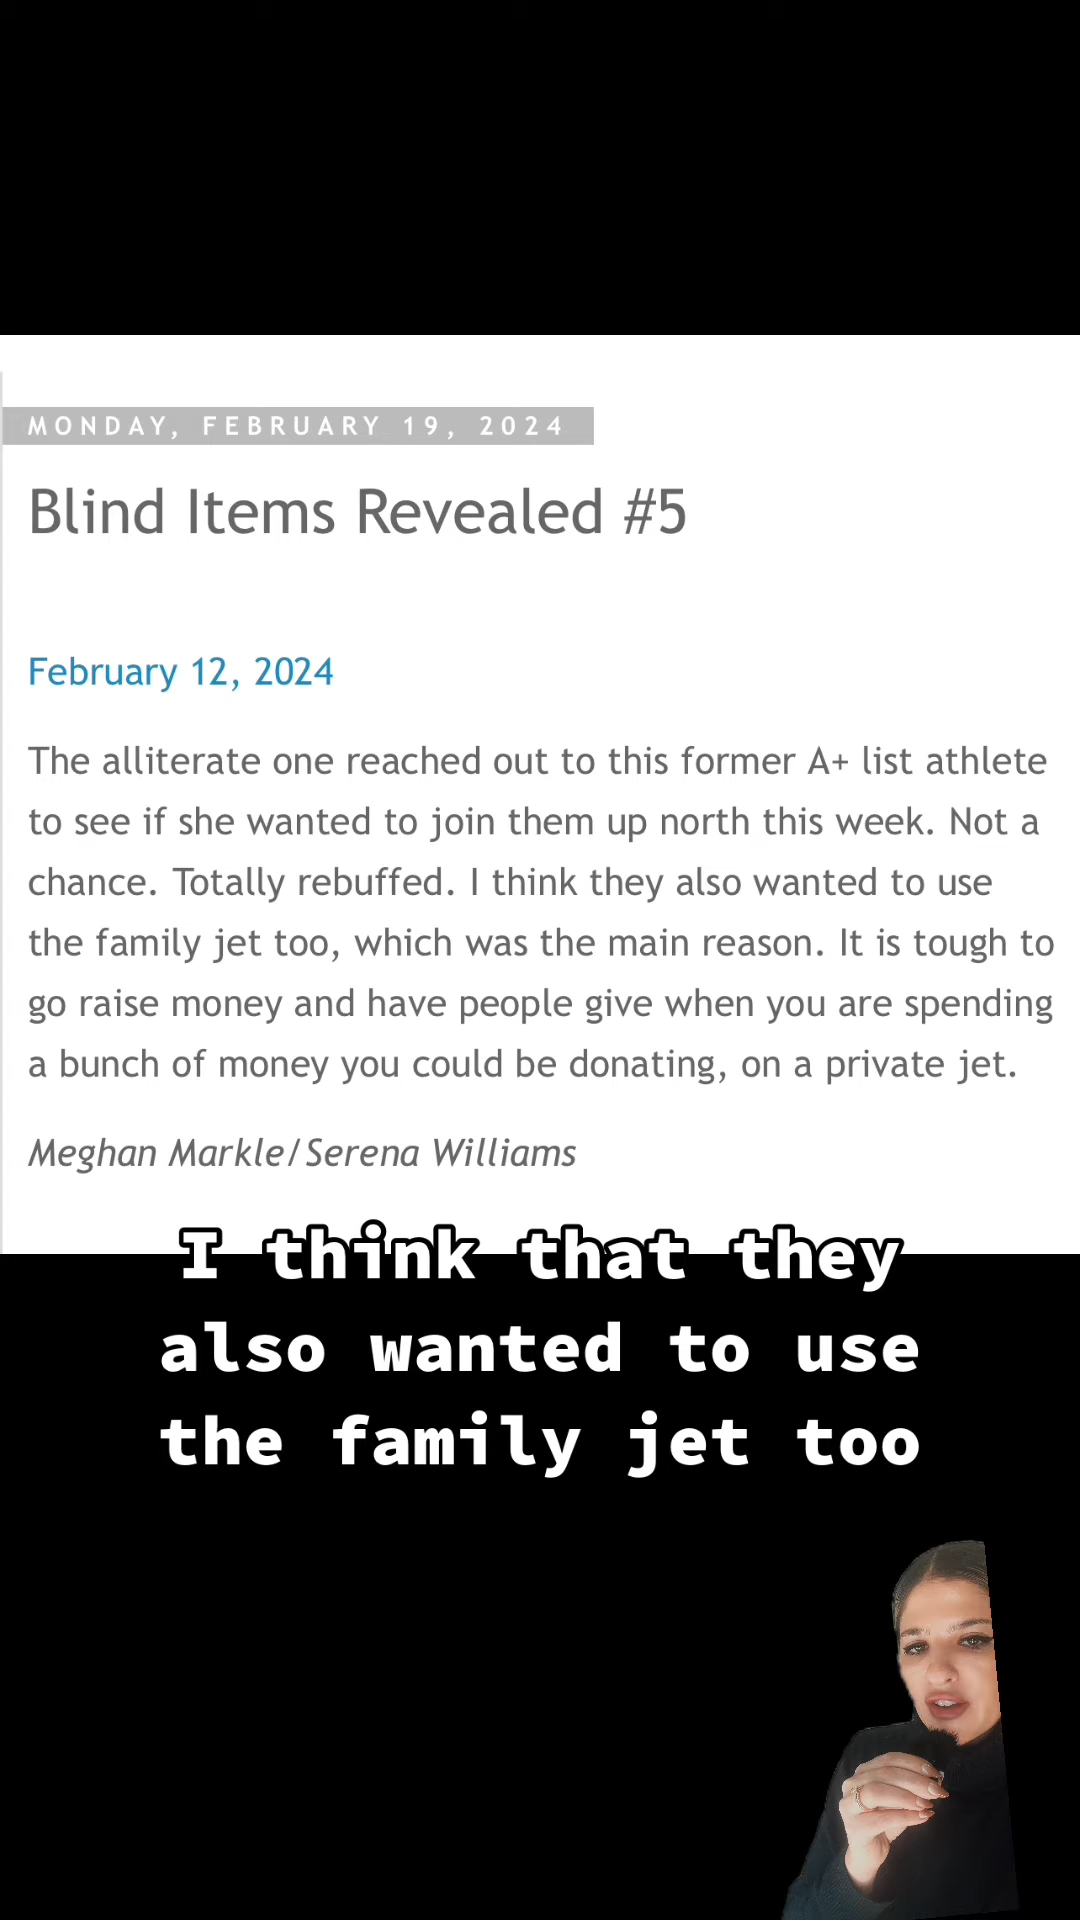 MONDAY, FEBRUARY 19, 2024
Blind Items Revealed #5
February 12, 2024
The alliterate one reached out to this former A+ list athlete
to see if she wanted to join them up north this week. Not a
chance. Totally rebuffed. I think they also wanted to use
the family jet too, which was the main reason. It is tough to
go raise money and have people give when you are spending
a bunch of money you could be donating, on a private jet.
Meghan Markle/Serena Williams
I think that they
also wanted to use
the family jet too